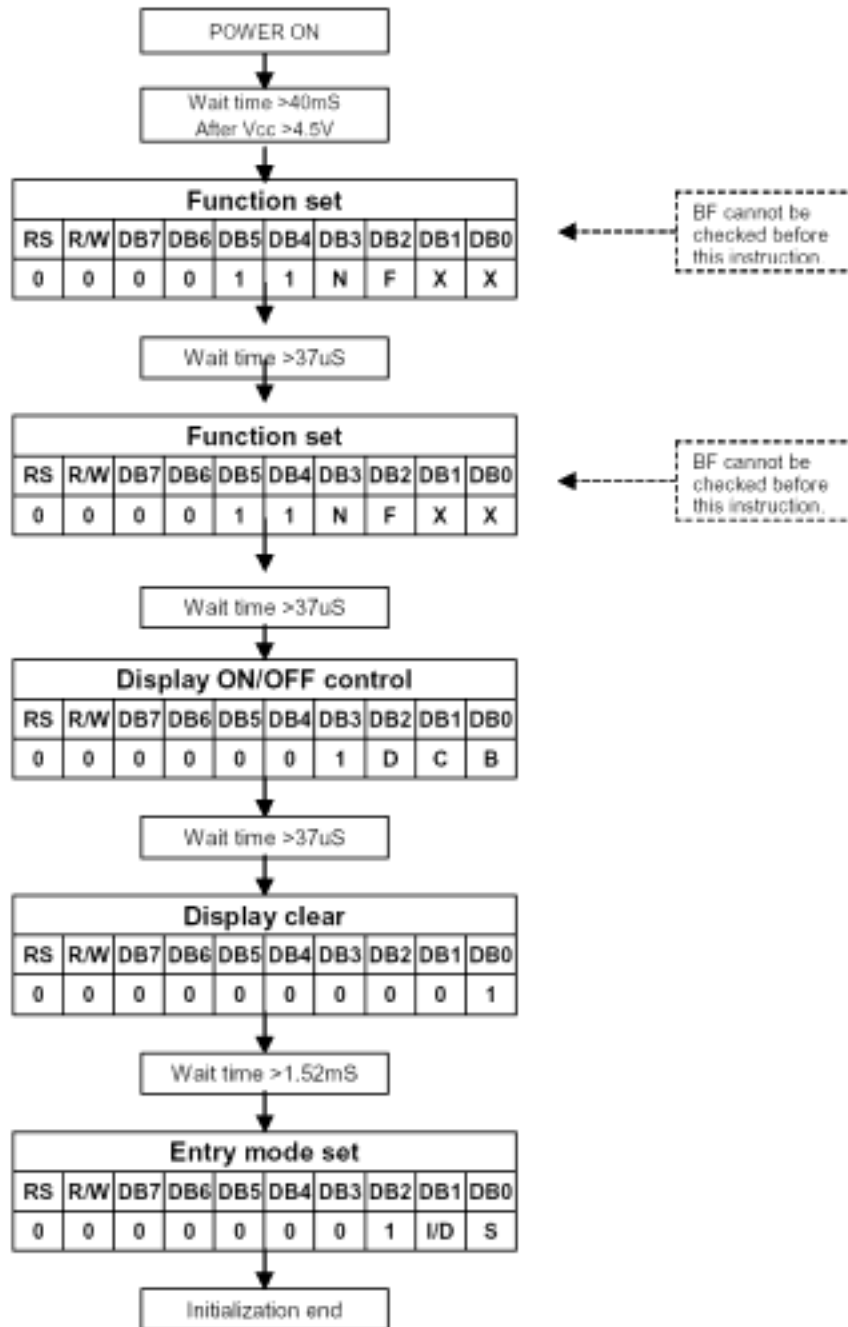 POWER ON
Wait time >40mS
After Vcc >4.5V
Function set
RS R/W DB7 DB6 DB5 DB4 DB3 DB2 DB1 DB0
0 0 0 0 1 1 N F X X
BF cannot be
checked before
this instruction.
Wait time >37uS
Function set
RS R/W DB7 DB6 DB5 DB4 DB3 DB2 DB1 DB0
0 0 0 0 1 1 N F X X
BF cannot be
checked before
this instruction.
Wait time >37uS
Display ON/OFF control
RS R/W DB7 DB6 DB5 DB4 DB3 DB2 DB1 DB0
0 0 0 0 0 0 1 D C B
Wait time >37uS
Display clear
RS R/W DB7 DB6 DB5 DB4 DB3 DB2 DB1 DB0
0 0 0 0 0 0 0 0 0 1
Wait time >1.52mS
Entry mode set
RS R/W DB7 DB6 DB5 DB4 DB3 DB2 DB1 DB0
0 0 0 0 0 0 0 1 I/D S
Initialization end